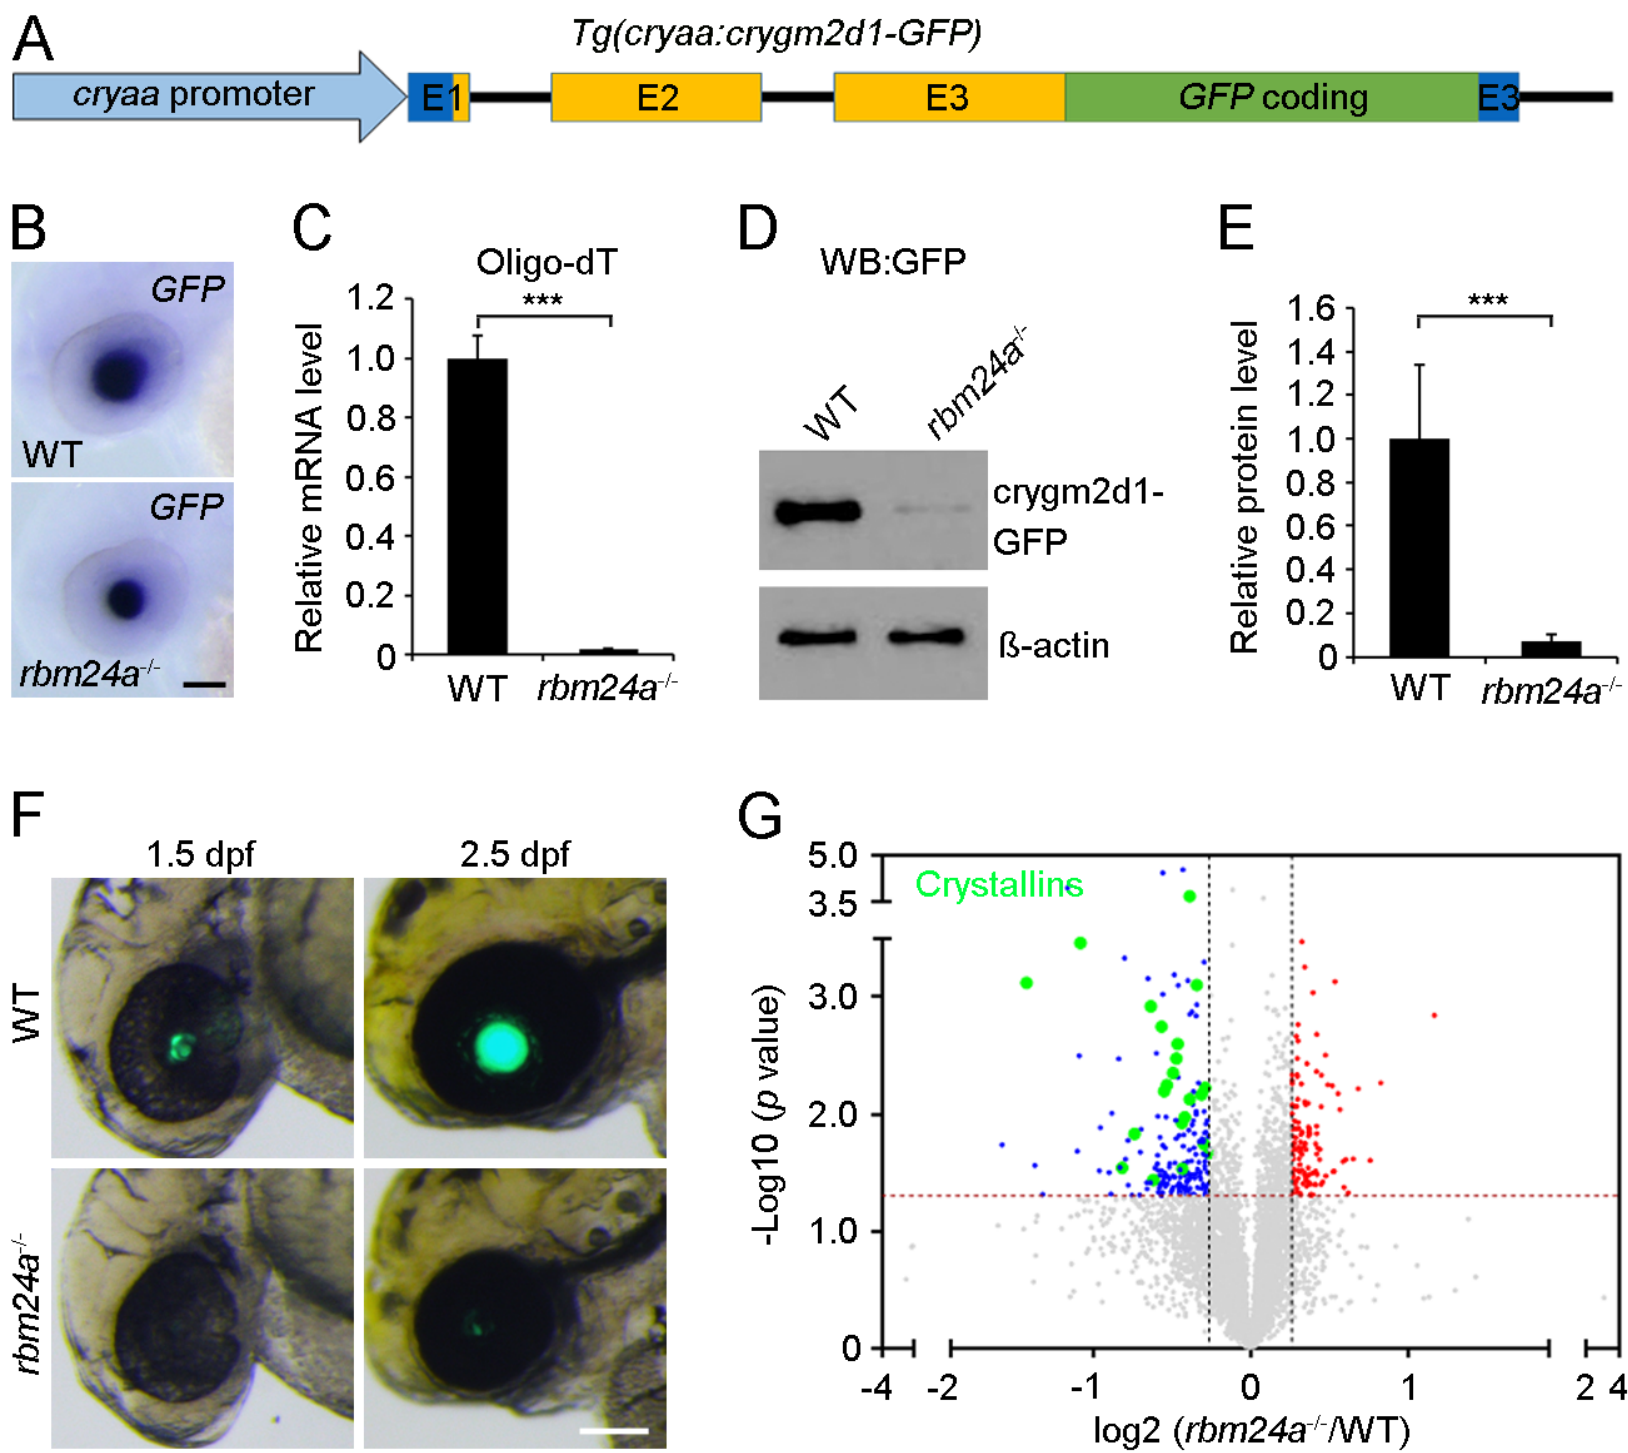 A
Tg(cryaa:crygm2d1-GFP)
cryaa promoter
E1
E2
E3
GFP coding
E3
B
GFP
WT
GFP
rbm24a-/-
C
Oligo-dT
***
Relative mRNA level
1.2
1.0
0.8
0.6
0.4
0.2
0
WT
rbm24a-/-
D
WB:GFP
WT
rbm24a-/-
crygm2d1-
GFP
ß-actin
E
***
Relative protein level
1.6
1.4
1.2
1.0
0.8
0.6
0.4
0.2
0
WT
rbm24a-/-
F
1.5 dpf
2.5 dpf
WT
rbm24a-/-
G
Crystallins
-Log10 (p value)
5.0
3.5
3.0
2.0
1.0
0
-4 -2 -1 0 1 2 4
log2 (rbm24a-/-/WT)